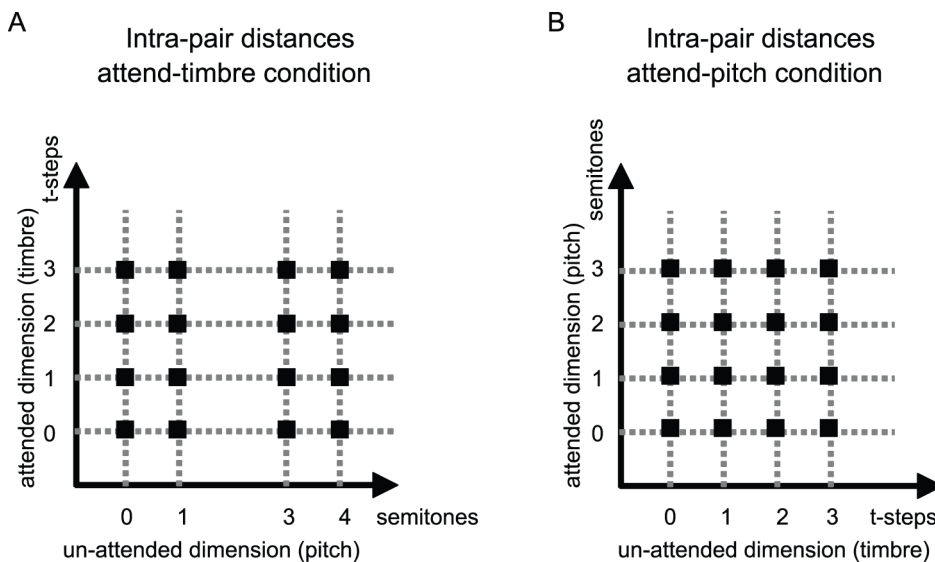 A
Intra-pair distances
attend-timbre condition
t-steps
attended dimension (timbre)
3
2
1
0
0 1 3 4 semitones
un-attended dimension (pitch)
B
Intra-pair distances
attend-pitch condition
semitones
attended dimension (pitch)
3
2
1
0
0 1 2 3 t-steps
un-attended dimension (timbre)